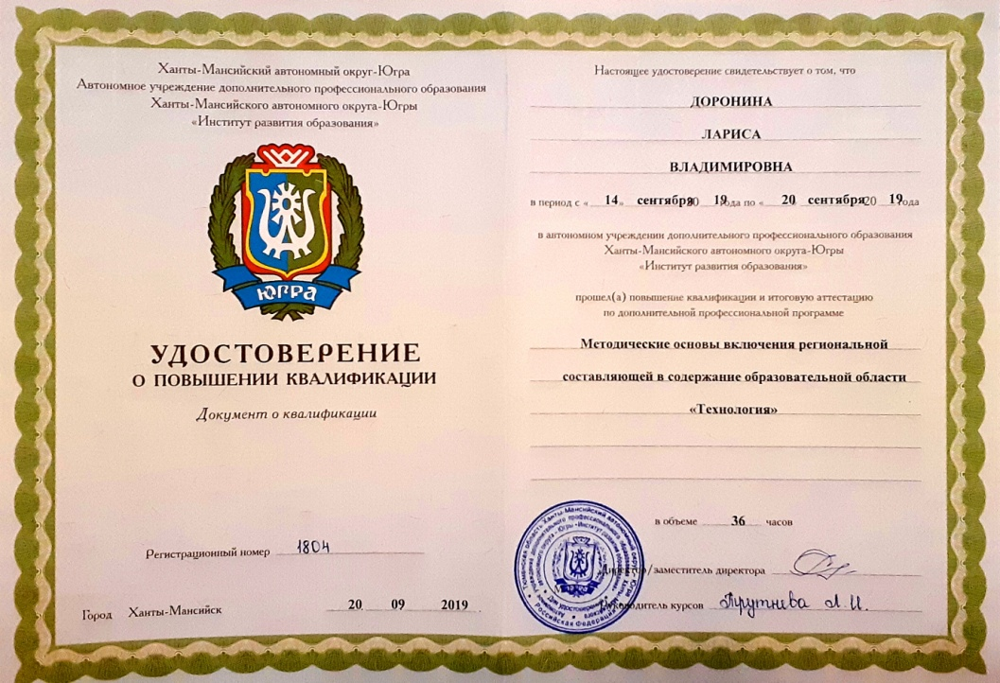 Ханты-Мансийский автономный округ-Югра
Автономное учреждение дополнительного профессионального образования
Ханты-Мансийского автономного округа-Югры
«Институт развития образования»
ЮГРА
УДОСТОВЕРЕНИЕ
О ПОВЫШЕНИИ КВАЛИФИКАЦИИ
Документ о квалификации
Регистрационный номер 1804
Город Ханты-Мансийск 20 09 2019 .
Настоящее удостоверение свидетельствует о том, что
ДОРОНИНА
ЛАРИСА
ВЛАДИМИРОВНА
в период с « 14 » сентября 20 19 года по « 20 » сентября 20 19 года
в автономном учреждении дополнительного профессионального образования
Ханты-Мансийского автономного округа-Югры
«Институт развития образования»
прошел(а) повышение квалификации и итоговую аттестацию
по дополнительной профессиональной программе
Методические основы включения региональной
составляющей в содержание образовательной области
«Технология»
в объеме 36 часов
Директор/заместитель директора
Руководитель курсов Трутнева Л.И.
Российская Федерация